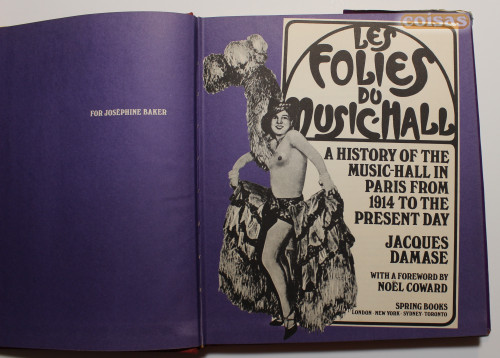 coisas
FOR JOSÉPHINE BAKER
LES
FOLIES
DU
MUSIC-HALL
A HISTORY OF THE
MUSIC-HALL IN
PARIS FROM
1914 TO THE
PRESENT DAY
JACQUES
DAMASE
WITH A FOREWORD BY
NOËL COWARD
SPRING BOOKS
LONDON · NEW YORK · SYDNEY · TORONTO